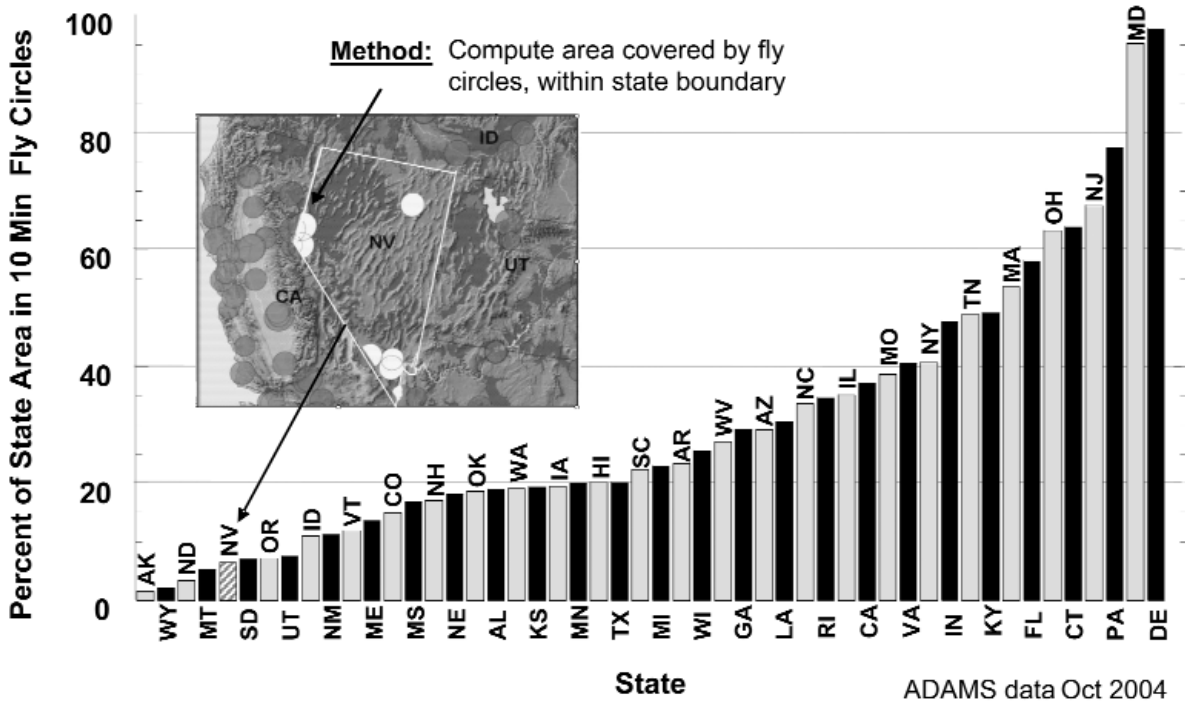 Percent of State Area in 10 Min Fly Circles
100
80
60
40
20
0
Method: Compute area covered by fly
circles, within state boundary
ID
NV
UT
CA
AK
ND
NV
OR
ID
VT
CO
NH
OK
WA
IA
HI
SC
AR
WV
AZ
NC
IL
MO
NY
TN
MA
OH
NJ
MD
WY
MT
SD
UT
NM
ME
MS
NE
AL
KS
MN
TX
MI
WI
GA
LA
RI
CA
VA
IN
KY
FL
CT
PA
DE
State
ADAMS data Oct 2004